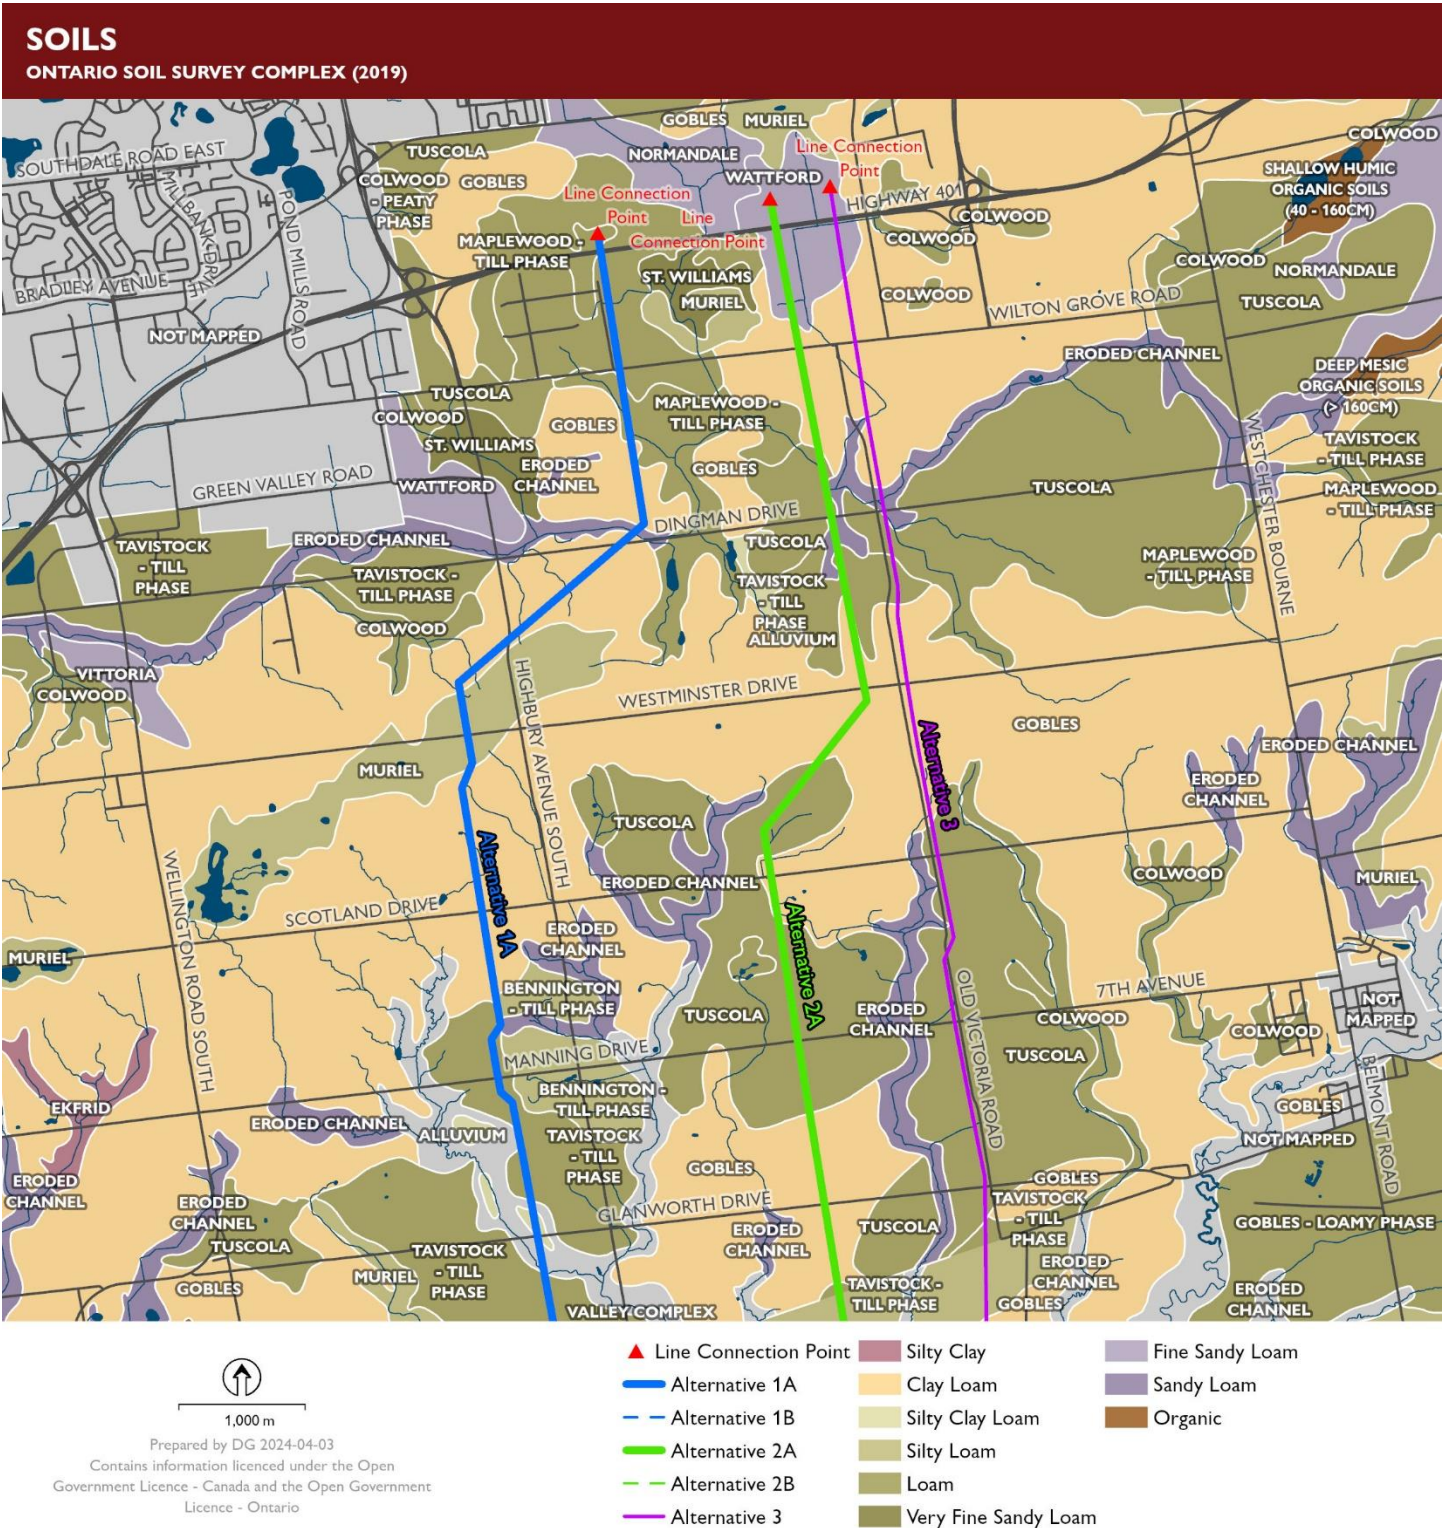 SOILS
ONTARIO SOIL SURVEY COMPLEX (2019)
GOBLES
MURIEL
COLWOOD
SOUTHDALE ROAD EAST
TUSCOLA
NORMANDALE
Line Connection
Point
SHALLOW HUMIC
ORGANIC SOILS
(40 - 160CM)
COLWOOD
- PEATY
PHASE
GOBLES
WATTFORD
MILLBANK DRIVE
POND MILLS ROAD
Line Connection
Point
HIGHWAY 401
COLWOOD
Line
Connection Point
MAPLEWOOD -
TILL PHASE
COLWOOD
COLWOOD
NORMANDALE
BRADLEY AVENUE
ST. WILLIAMS
MURIEL
COLWOOD
WILTON GROVE ROAD
TUSCOLA
NOT MAPPED
ERODED CHANNEL
DEEP MESIC
ORGANIC SOILS
(> 160CM)
TUSCOLA
COLWOOD
MAPLEWOOD -
TILL PHASE
GOBLES
ST. WILLIAMS
WESTCHESTER BOURNE
TAVISTOCK
- TILL PHASE
GREEN VALLEY ROAD
ERODED
CHANNEL
WATTFORD
GOBLES
TUSCOLA
MAPLEWOOD
- TILL PHASE
DINGMAN DRIVE
ERODED CHANNEL
TUSCOLA
TAVISTOCK
- TILL
PHASE
MAPLEWOOD
- TILL PHASE
TAVISTOCK -
TILL PHASE
TAVISTOCK
- TILL
PHASE
COLWOOD
ALLUVIUM
VITTORIA
COLWOOD
HIGHBURY AVENUE SOUTH
WESTMINSTER DRIVE
GOBLES
Alternative 3
ERODED CHANNEL
MURIEL
ERODED
CHANNEL
TUSCOLA
Alternative 1A
WELLINGTON ROAD SOUTH
ERODED CHANNEL
COLWOOD
MURIEL
SCOTLAND DRIVE
Alternative 2A
ERODED
CHANNEL
MURIEL
BENNINGTON
- TILL PHASE
OLD VICTORIA ROAD
7TH AVENUE
NOT
MAPPED
TUSCOLA
ERODED
CHANNEL
COLWOOD
COLWOOD
MANNING DRIVE
TUSCOLA
BELMONT ROAD
EKFRID
BENNINGTON -
TILL PHASE
GOBLES
ERODED CHANNEL
ALLUVIUM
TAVISTOCK
- TILL
PHASE
NOT MAPPED
GOBLES
GOBLES
ERODED
CHANNEL
ERODED
CHANNEL
GLANWORTH DRIVE
TAVISTOCK
- TILL
PHASE
GOBLES - LOAMY PHASE
TUSCOLA
ERODED
CHANNEL
TUSCOLA
TAVISTOCK
- TILL
PHASE
MURIEL
GOBLES
ERODED
CHANNEL
TAVISTOCK -
TILL PHASE
GOBLES
ERODED
CHANNEL
VALLEY COMPLEX
1,000 m
Prepared by DG 2024-04-03
Contains information licenced under the Open
Government Licence - Canada and the Open Government
Licence - Ontario
Line Connection Point
Alternative 1A
Alternative 1B
Alternative 2A
Alternative 2B
Alternative 3
Silty Clay
Clay Loam
Silty Clay Loam
Silty Loam
Loam
Very Fine Sandy Loam
Fine Sandy Loam
Sandy Loam
Organic